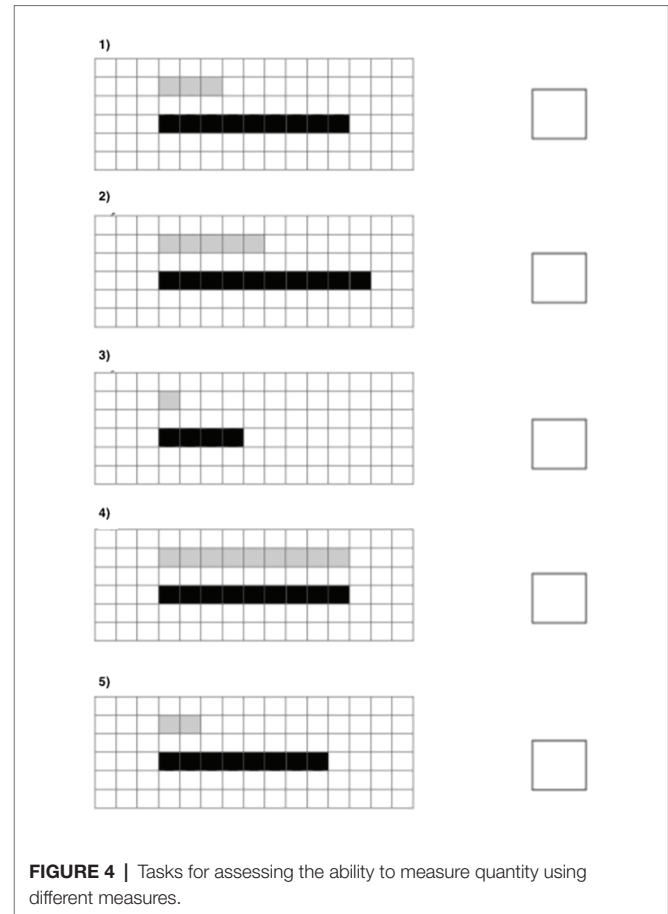 1)
2)
3)
4)
5)
FIGURE 4 | Tasks for assessing the ability to measure quantity using
different measures.